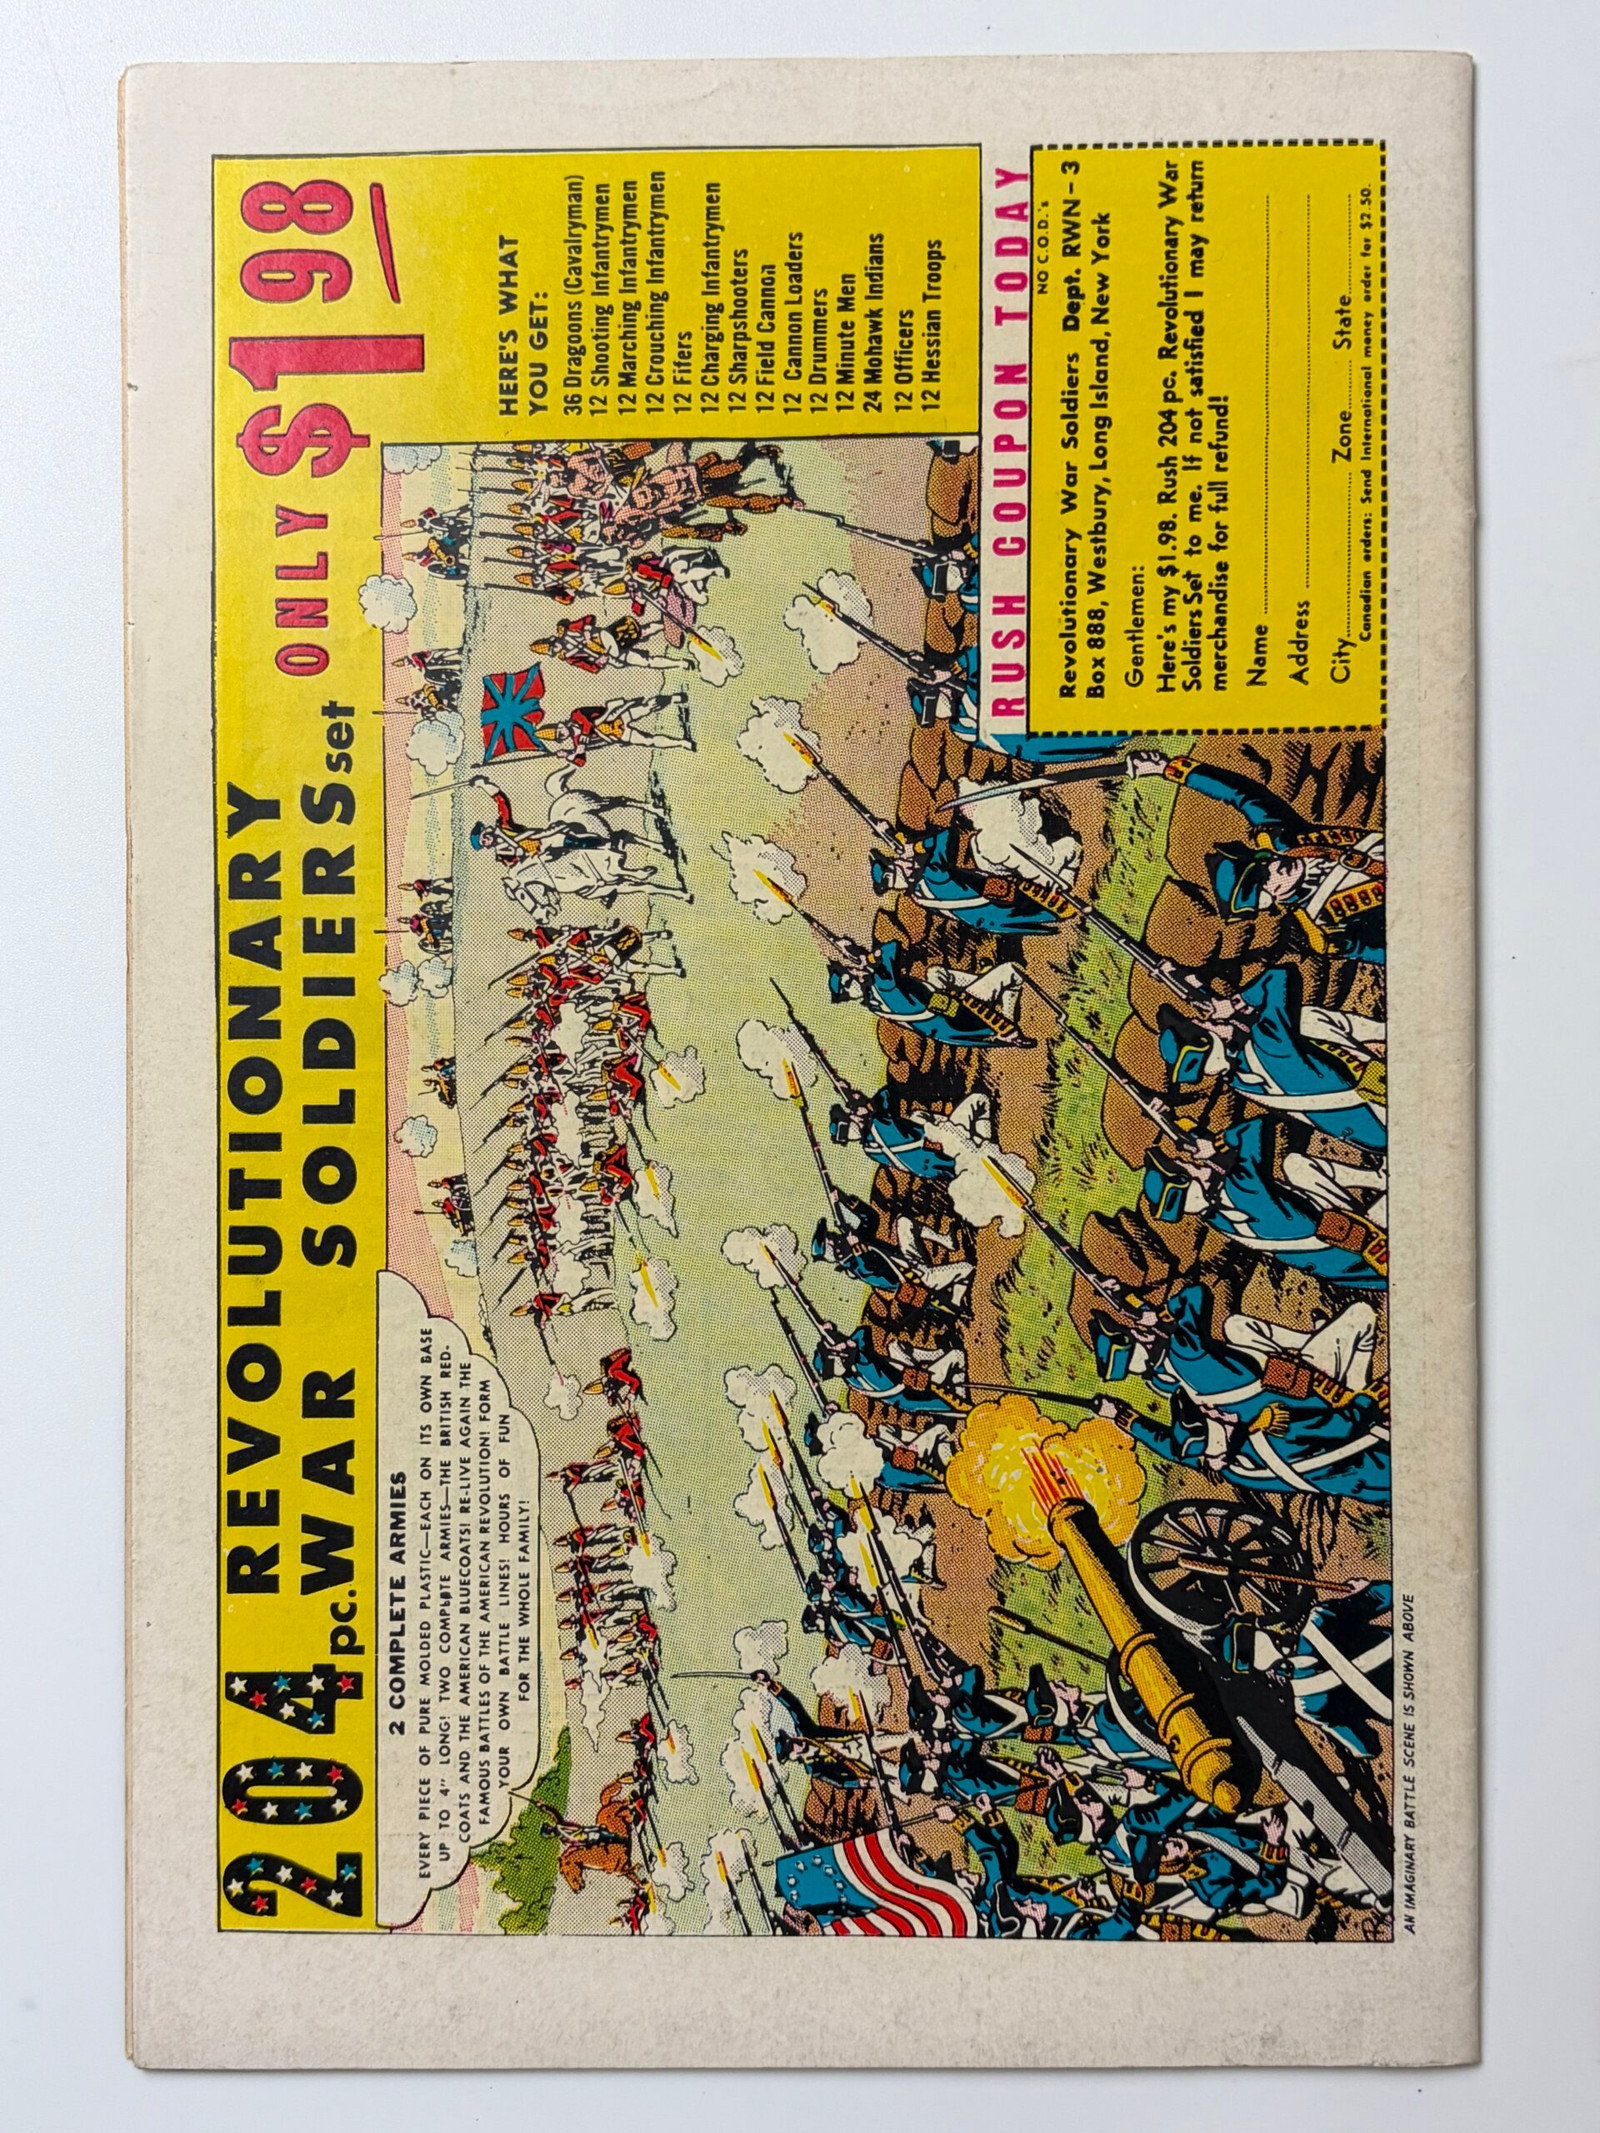 204 pc. REVOLUTIONARY
WAR SOLDIERS set ONLY $1 98
2 COMPLETE ARMIES
EVERY PIECE OF PURE MOLDED PLASTIC—EACH ON ITS OWN BASE
UP TO 4" LONG! TWO COMPLETE ARMIES—THE BRITISH RED-
COATS AND THE AMERICAN BLUECOATS! RE-LIVE AGAIN THE
FAMOUS BATTLES OF THE AMERICAN REVOLUTION! FORM
YOUR OWN BATTLE LINES! HOURS OF FUN
FOR THE WHOLE FAMILY!
HERE'S WHAT
YOU GET:
36 Dragoons (Cavalryman)
12 Shooting Infantrymen
12 Marching Infantrymen
12 Crouching Infantrymen
12 Fifers
12 Charging Infantrymen
12 Sharpshooters
12 Field Cannon
12 Cannon Loaders
12 Drummers
12 Minute Men
24 Mohawk Indians
12 Officers
12 Hessian Troops
RUSH COUPON TODAY
NO C.O.D.'s
Revolutionary War Soldiers Dept. RWN-3
Box 888, Westbury, Long Island, New York
Gentlemen:
Here's my $1.98. Rush 204 pc. Revolutionary War
Soldiers Set to me. If not satisfied I may return
merchandise for full refund!
Name
Address
City Zone State
Canadian orders: Send International money order for $2.50.
AN IMAGINARY BATTLE SCENE IS SHOWN ABOVE